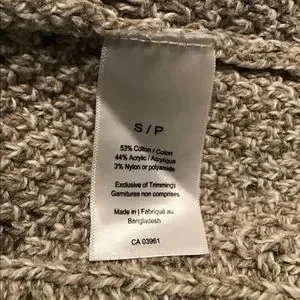 S / P
53% Cotton / Coton
44% Acrylic / Acrylique
3% Nylon or polyamide
Exclusive of Trimmings
Garnitures non comprises
Made in | Fabriqué au
Bangladesh
CA 03961